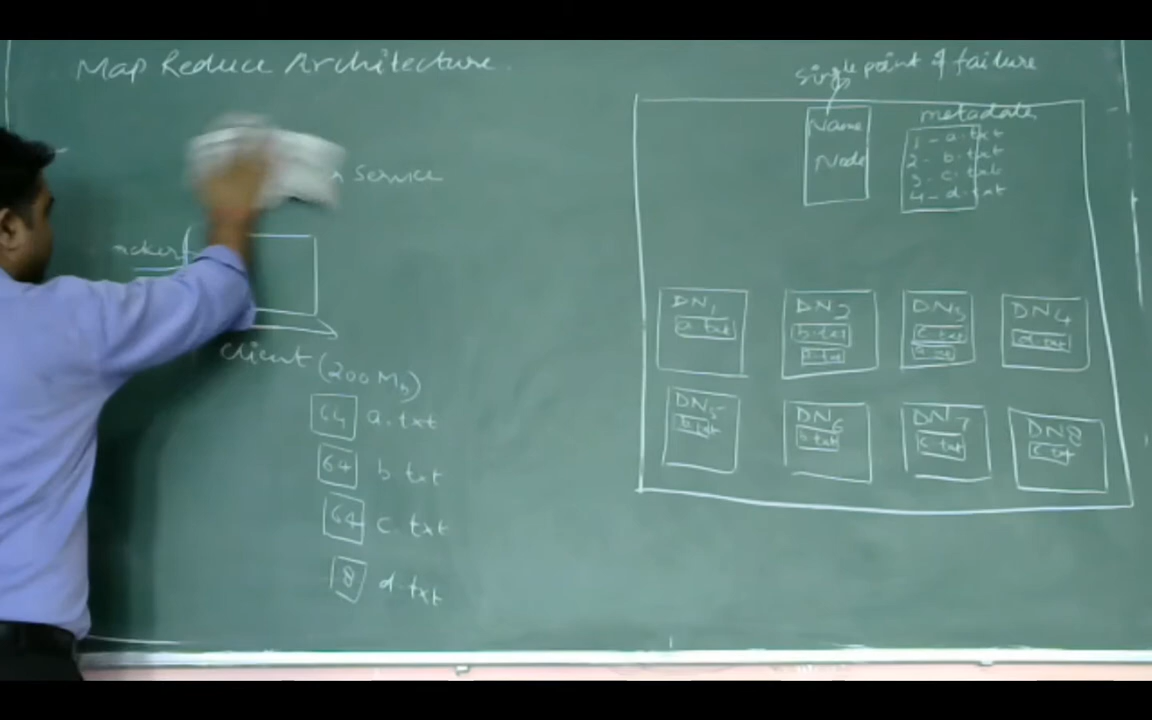 Map Reduce Architecture.
service
client (200 Mb)
64 a.txt
64 b txt
64 c.txt
8 d.txt
single point of failure
Name
Node
metadata
1 - a.txt
2 - b.txt
3 - c.txt
4 - d.txt
DN1
a.txt
DN2
b.txt
DN3
c.txt
DN4
d.txt
DN5
DN6
DN7
c.txt
DN8